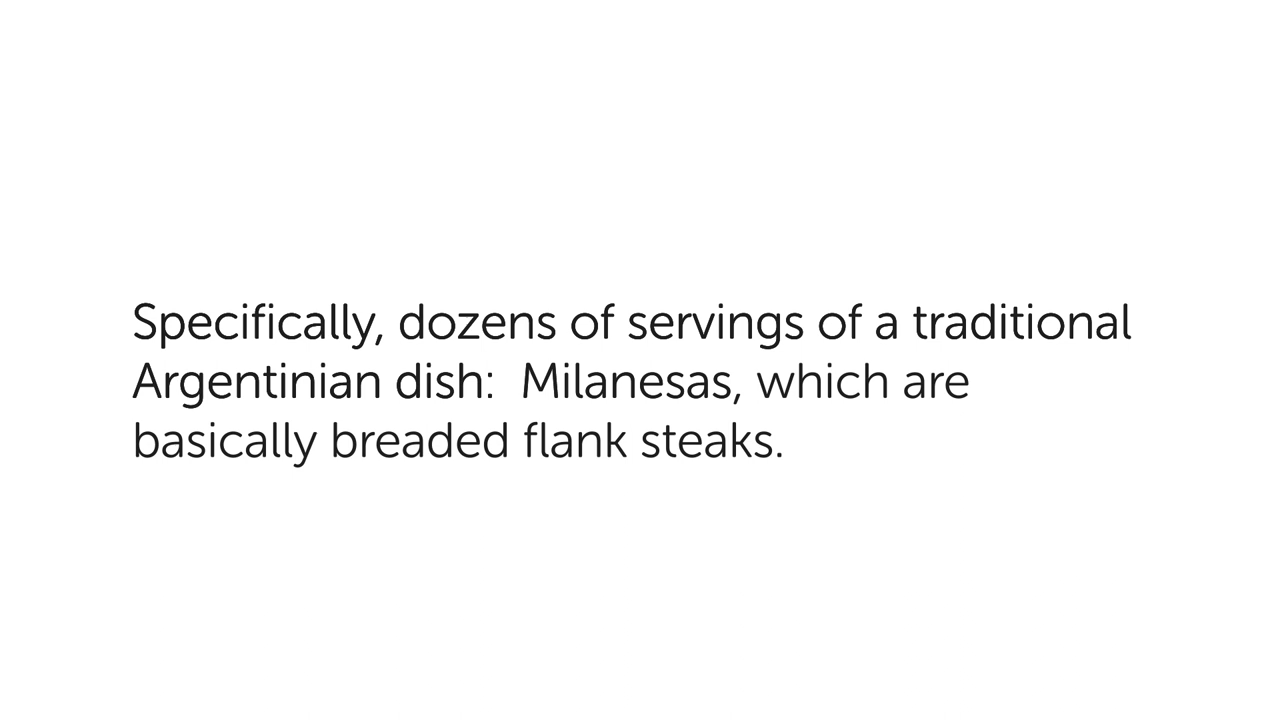 Specifically, dozens of servings of a traditional
Argentinian dish:  Milanesas, which are
basically breaded flank steaks.